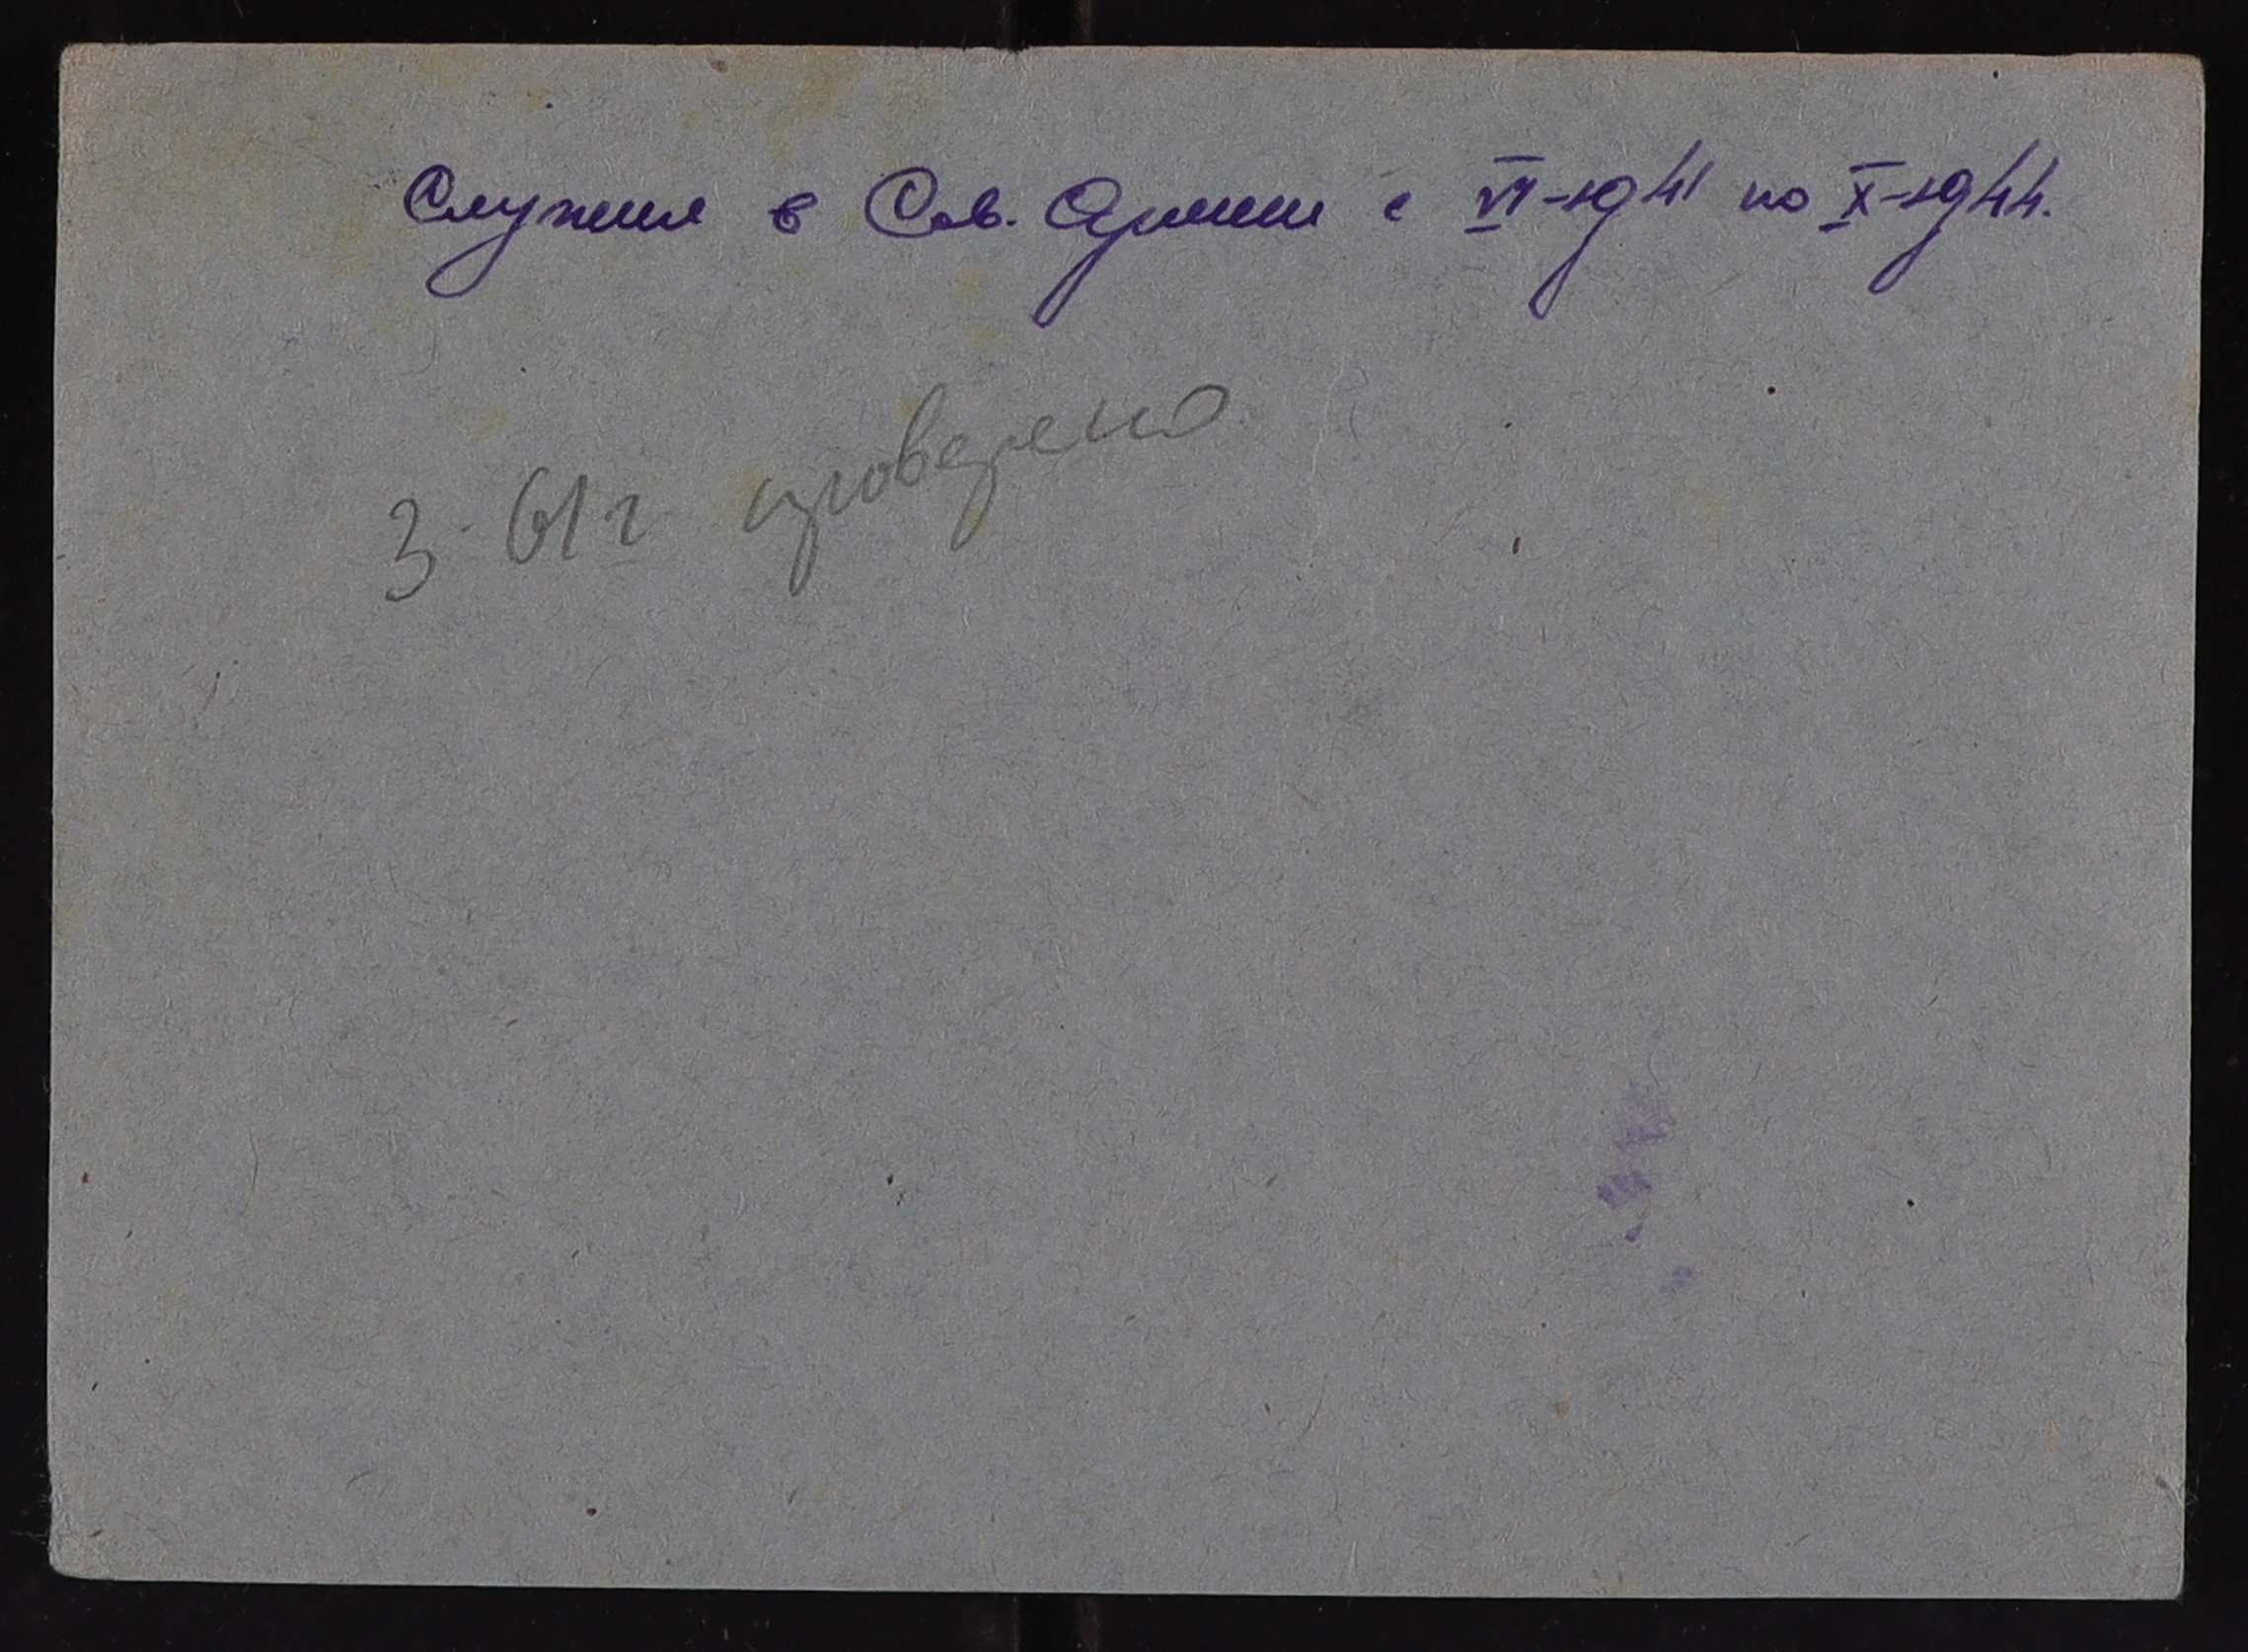 Служил в Сов. Армии с VI-1941 по X-1944.
3. 61г проверено